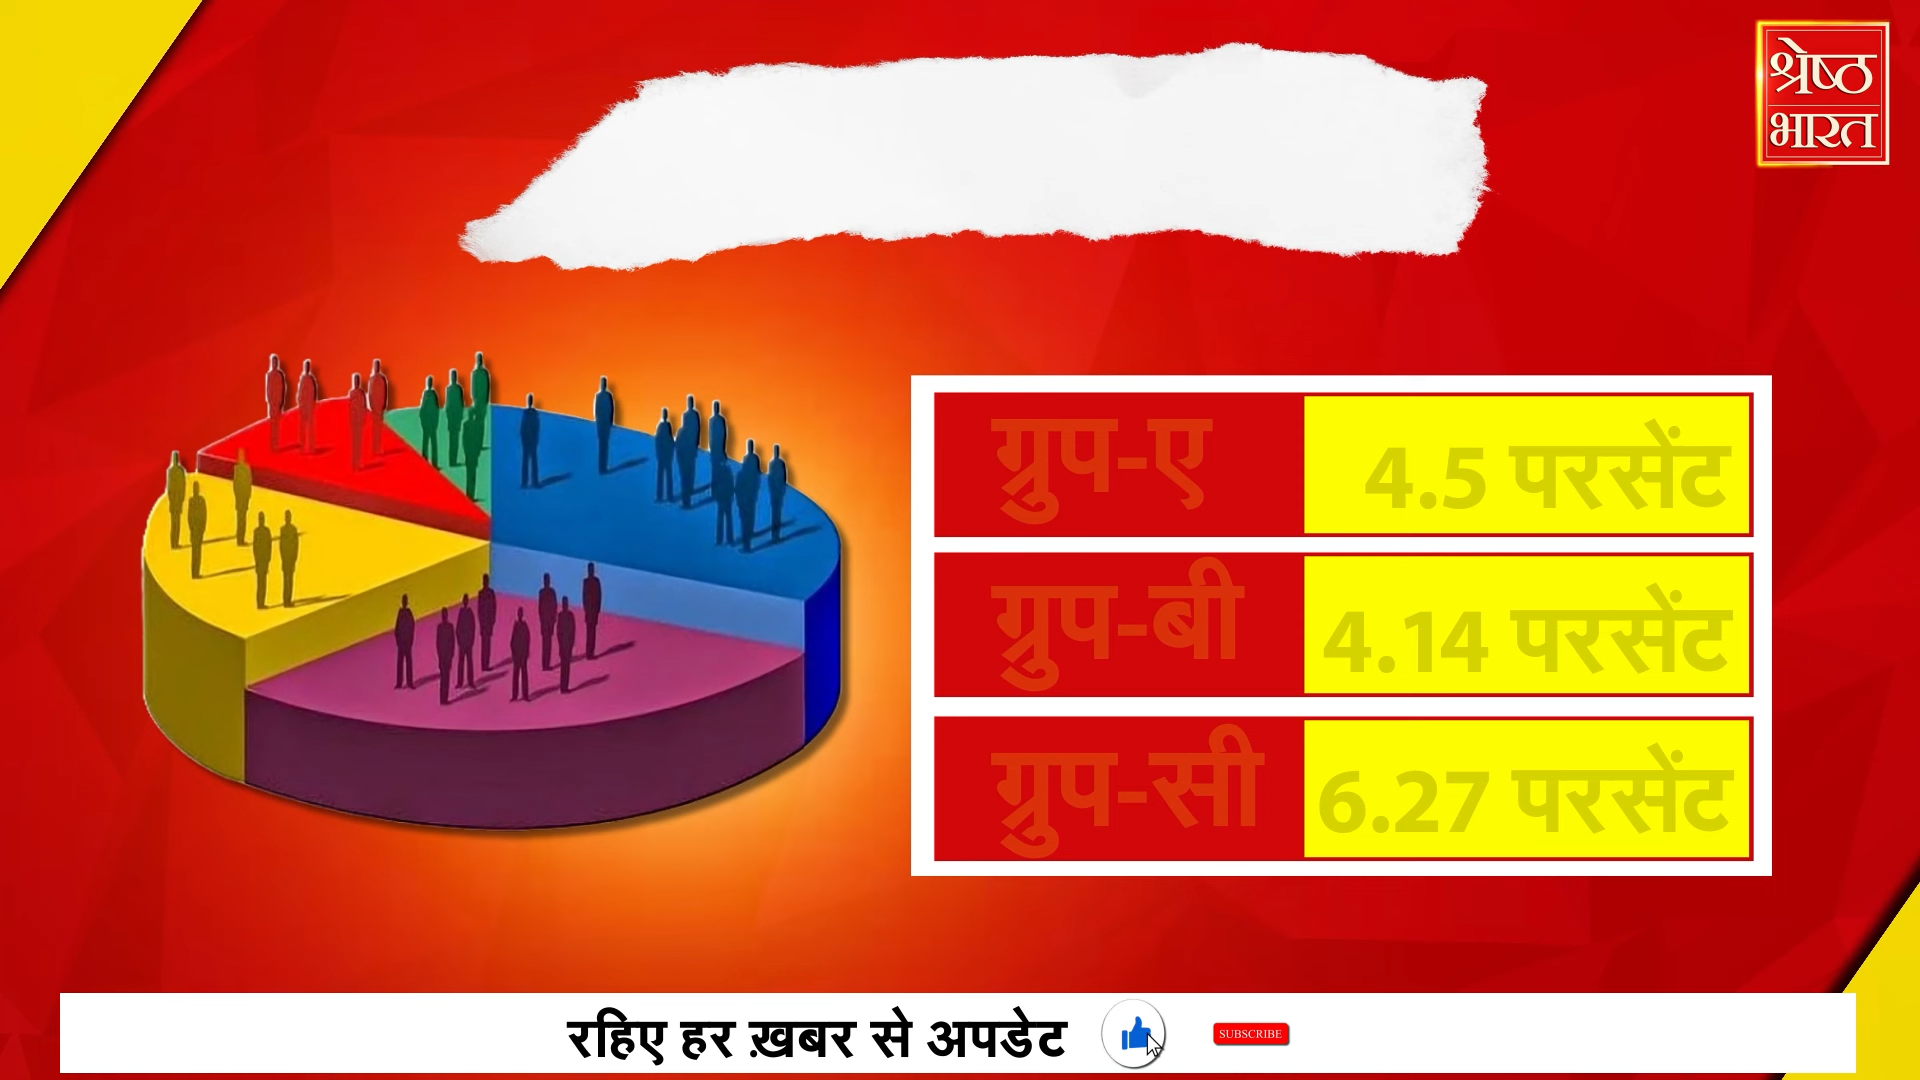 श्रेष्ठ
भारत
ग्रुप-ए 4.5 परसेंट
ग्रुप-बी 4.14 परसेंट
ग्रुप-सी 6.27 परसेंट
रहिए हर ख़बर से अपडेट SUBSCRIBE